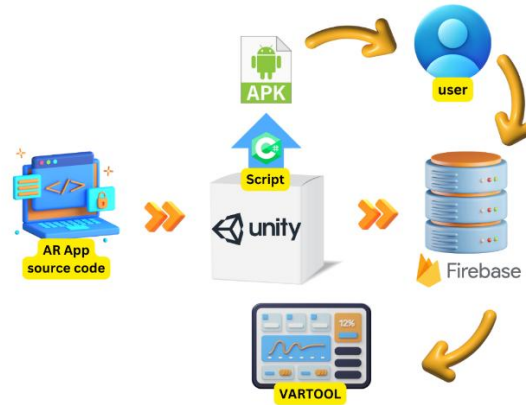 APK
user
C#
Script
</>
AR App
source code
unity
Firebase
12%
VARTOOL